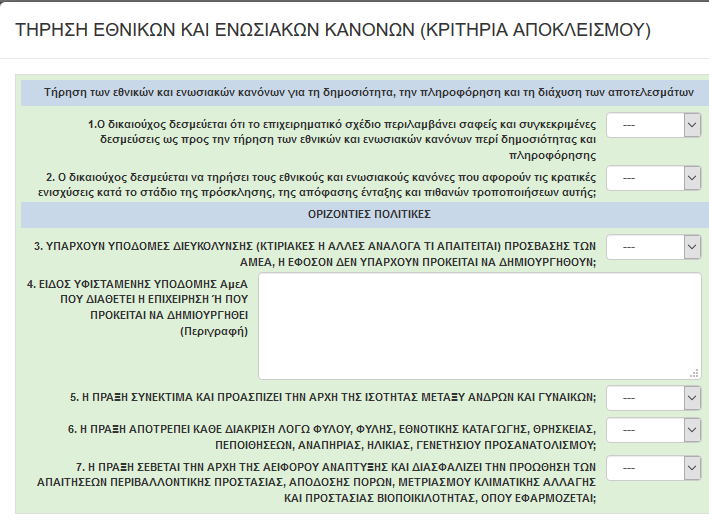 ΤΗΡΗΣΗ ΕΘΝΙΚΩΝ ΚΑΙ ΕΝΩΣΙΑΚΩΝ ΚΑΝΟΝΩΝ (ΚΡΙΤΗΡΙΑ ΑΠΟΚΛΕΙΣΜΟΥ)
Τήρηση των εθνικών και ενωσιακών κανόνων για τη δημοσιότητα, την πληροφόρηση και τη διάχυση των αποτελεσμάτων
1.Ο δικαιούχος δεσμεύεται ότι το επιχειρηματικό σχέδιο περιλαμβάνει σαφείς και συγκεκριμένες
δεσμεύσεις ως προς την τήρηση των εθνικών και ενωσιακών κανόνων περί δημοσιότητας και
πληροφόρησης
---
2. Ο δικαιούχος δεσμεύεται να τηρήσει τους εθνικούς και ενωσιακούς κανόνες που αφορούν τις κρατικές
ενισχύσεις κατά το στάδιο της πρόσκλησης, της απόφασης ένταξης και πιθανών τροποποιήσεων αυτής;
---
ΟΡΙΖΟΝΤΙΕΣ ΠΟΛΙΤΙΚΕΣ
3. ΥΠΑΡΧΟΥΝ ΥΠΟΔΟΜΕΣ ΔΙΕΥΚΟΛΥΝΣΗΣ (ΚΤΙΡΙΑΚΕΣ Η ΑΛΛΕΣ ΑΝΑΛΟΓΑ ΤΙ ΑΠΑΙΤΕΙΤΑΙ) ΠΡΟΣΒΑΣΗΣ ΤΩΝ
ΑΜΕΑ, Η ΕΦΟΣΟΝ ΔΕΝ ΥΠΑΡΧΟΥΝ ΠΡΟΚΕΙΤΑΙ ΝΑ ΔΗΜΙΟΥΡΓΗΘΟΥΝ;
---
4. ΕΙΔΟΣ ΥΦΙΣΤΑΜΕΝΗΣ ΥΠΟΔΟΜΗΣ ΑμεΑ
ΠΟΥ ΔΙΑΘΕΤΕΙ Η ΕΠΙΧΕΙΡΗΣΗ Ή ΠΟΥ
ΠΡΟΚΕΙΤΑΙ ΝΑ ΔΗΜΙΟΥΡΓΗΘΕΙ
(Περιγραφή)
5. Η ΠΡΑΞΗ ΣΥΝΕΚΤΙΜΑ ΚΑΙ ΠΡΟΑΣΠΙΖΕΙ ΤΗΝ ΑΡΧΗ ΤΗΣ ΙΣΟΤΗΤΑΣ ΜΕΤΑΞΥ ΑΝΔΡΩΝ ΚΑΙ ΓΥΝΑΙΚΩΝ;
---
6. Η ΠΡΑΞΗ ΑΠΟΤΡΕΠΕΙ ΚΑΘΕ ΔΙΑΚΡΙΣΗ ΛΟΓΩ ΦΥΛΟΥ, ΦΥΛΗΣ, ΕΘΝΟΤΙΚΗΣ ΚΑΤΑΓΩΓΗΣ, ΘΡΗΣΚΕΙΑΣ,
ΠΕΠΟΙΘΗΣΕΩΝ, ΑΝΑΠΗΡΙΑΣ, ΗΛΙΚΙΑΣ, ΓΕΝΕΤΗΣΙΟΥ ΠΡΟΣΑΝΑΤΟΛΙΣΜΟΥ;
---
7. Η ΠΡΑΞΗ ΣΕΒΕΤΑΙ ΤΗΝ ΑΡΧΗ ΤΗΣ ΑΕΙΦΟΡΟΥ ΑΝΑΠΤΥΞΗΣ ΚΑΙ ΔΙΑΣΦΑΛΙΖΕΙ ΤΗΝ ΠΡΟΩΘΗΣΗ ΤΩΝ
ΑΠΑΙΤΗΣΕΩΝ ΠΕΡΙΒΑΛΛΟΝΤΙΚΗΣ ΠΡΟΣΤΑΣΙΑΣ, ΑΠΟΔΟΣΗΣ ΠΟΡΩΝ, ΜΕΤΡΙΑΣΜΟΥ ΚΛΙΜΑΤΙΚΗΣ ΑΛΛΑΓΗΣ
ΚΑΙ ΠΡΟΣΤΑΣΙΑΣ ΒΙΟΠΟΙΚΙΛΟΤΗΤΑΣ, ΟΠΟΥ ΕΦΑΡΜΟΖΕΤΑΙ;
---